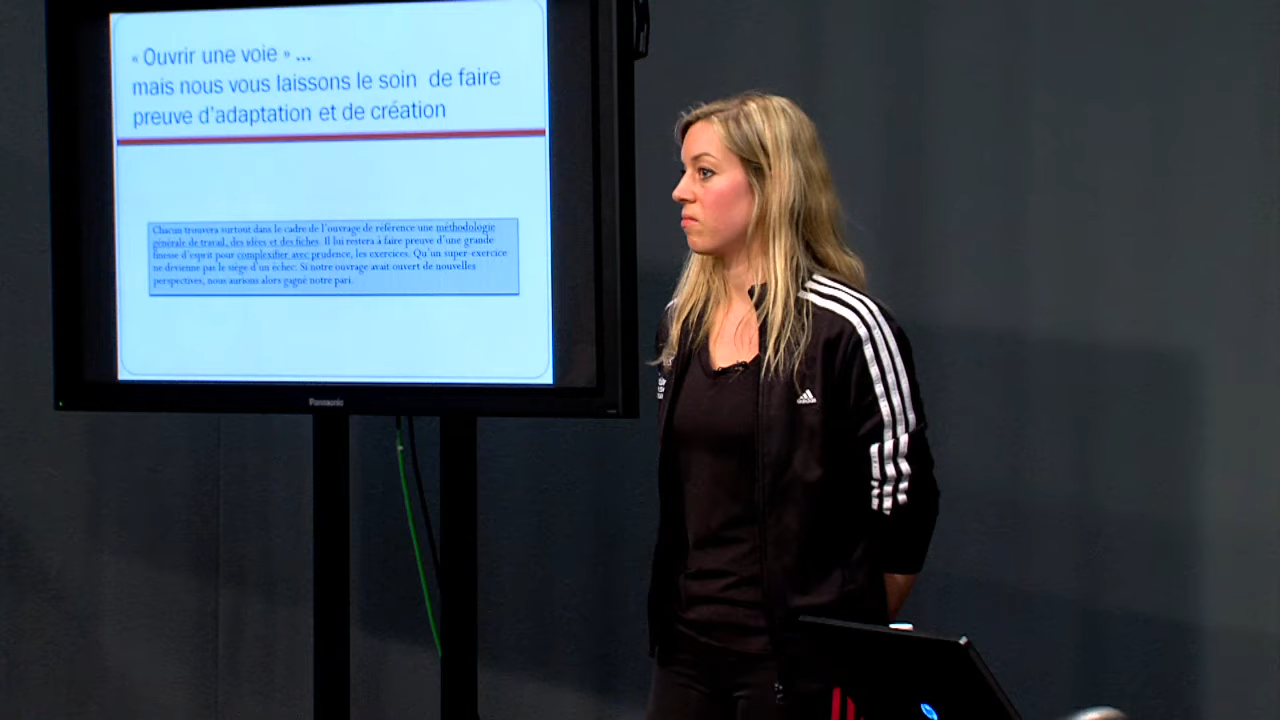 « Ouvrir une voie » ...
mais nous vous laissons le soin de faire
preuve d'adaptation et de création
Chacun trouvera surtout dans le cadre de l'ouvrage de référence une méthodologie
générale de travail, des idées et des fiches. Il lui restera à faire preuve d'une grande
finesse d'esprit pour complexifier avec prudence, les exercices. Qu'un super-exercice
ne devienne pas le siège d'un échec. Si notre ouvrage avait ouvert de nouvelles
perspectives, nous aurions alors gagné notre pari.
Panasonic
adidas